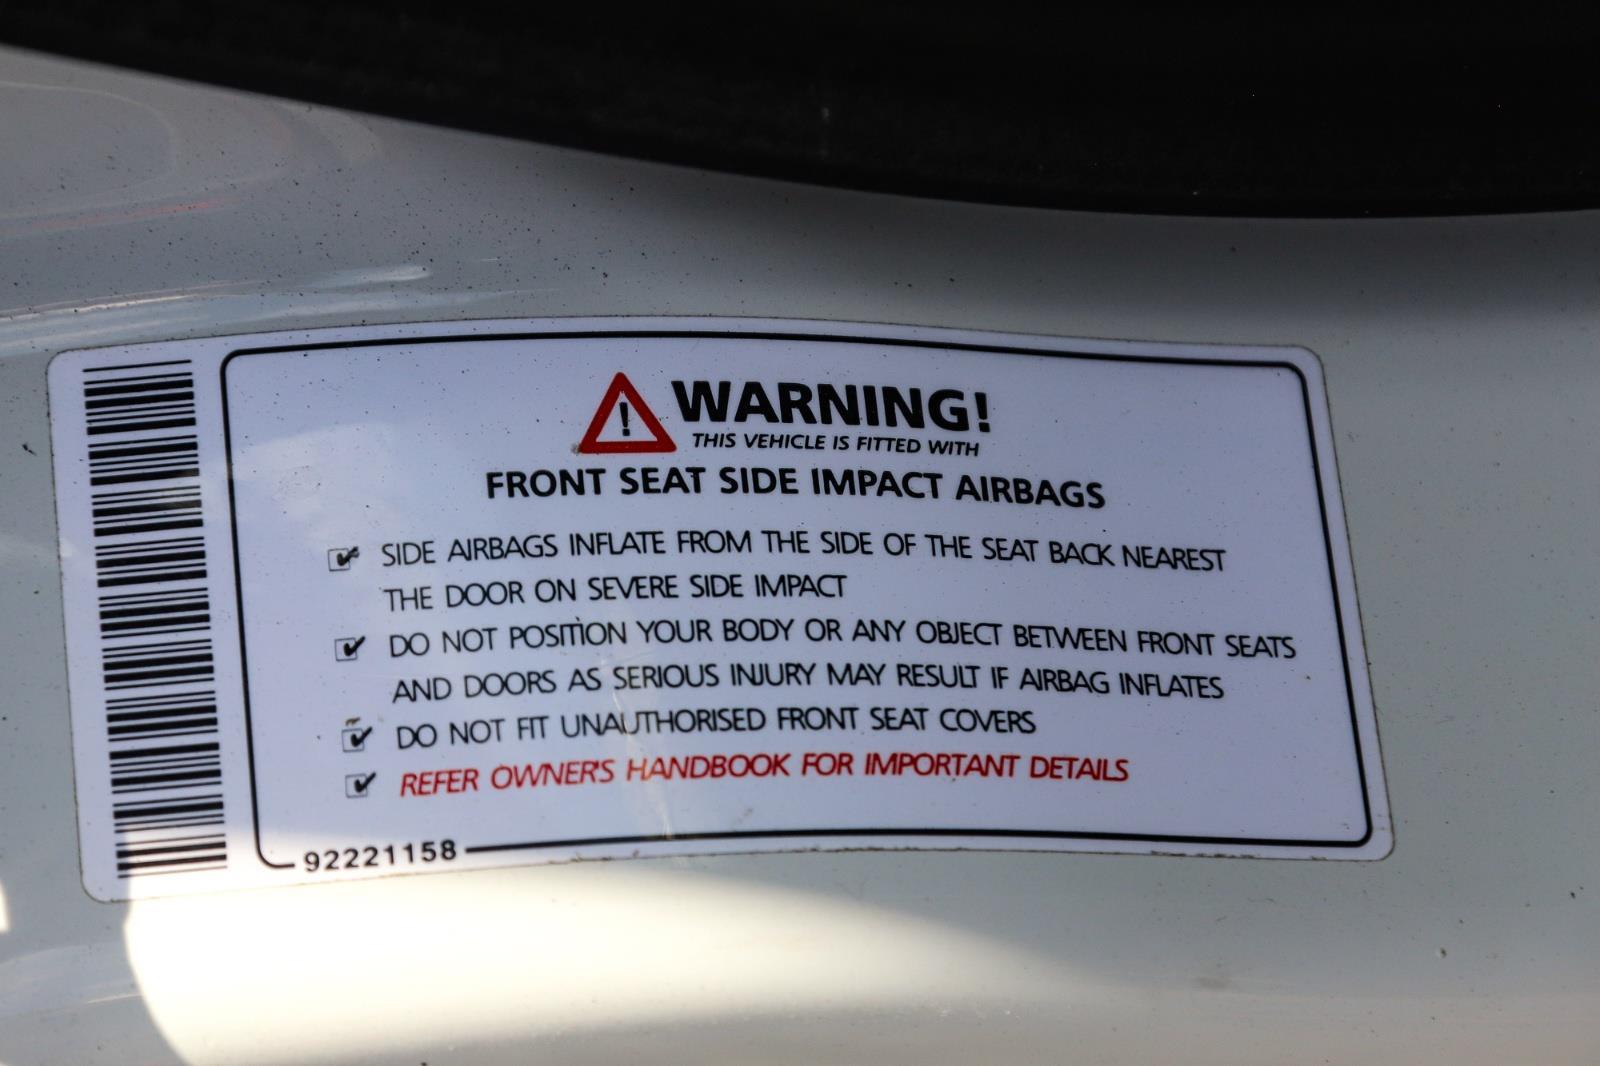 WARNING!
THIS VEHICLE IS FITTED WITH
FRONT SEAT SIDE IMPACT AIRBAGS
SIDE AIRBAGS INFLATE FROM THE SIDE OF THE SEAT BACK NEAREST
THE DOOR ON SEVERE SIDE IMPACT
DO NOT POSITION YOUR BODY OR ANY OBJECT BETWEEN FRONT SEATS
AND DOORS AS SERIOUS INJURY MAY RESULT IF AIRBAG INFLATES
DO NOT FIT UNAUTHORISED FRONT SEAT COVERS
REFER OWNER'S HANDBOOK FOR IMPORTANT DETAILS
92221158